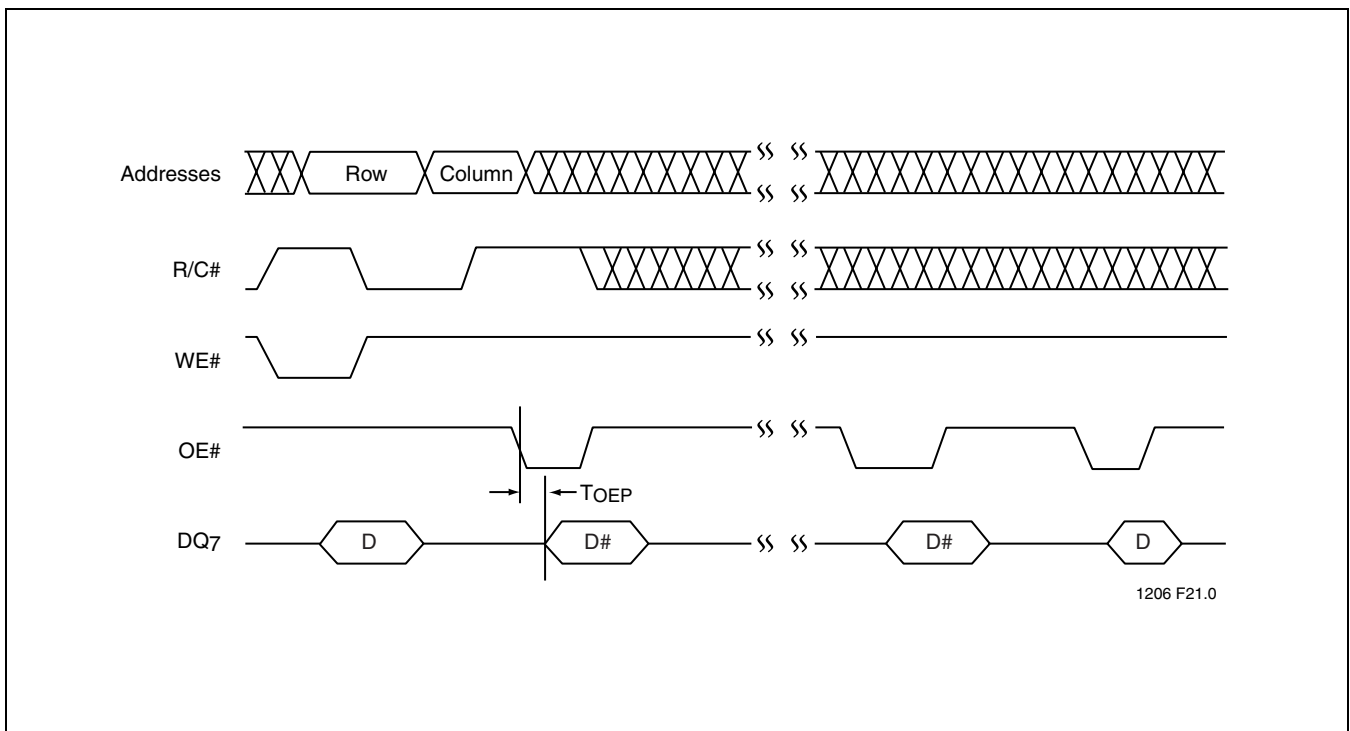 Addresses Row Column
R/C#
WE#
OE#
TOEP
DQ7 D D# D# D
1206 F21.0